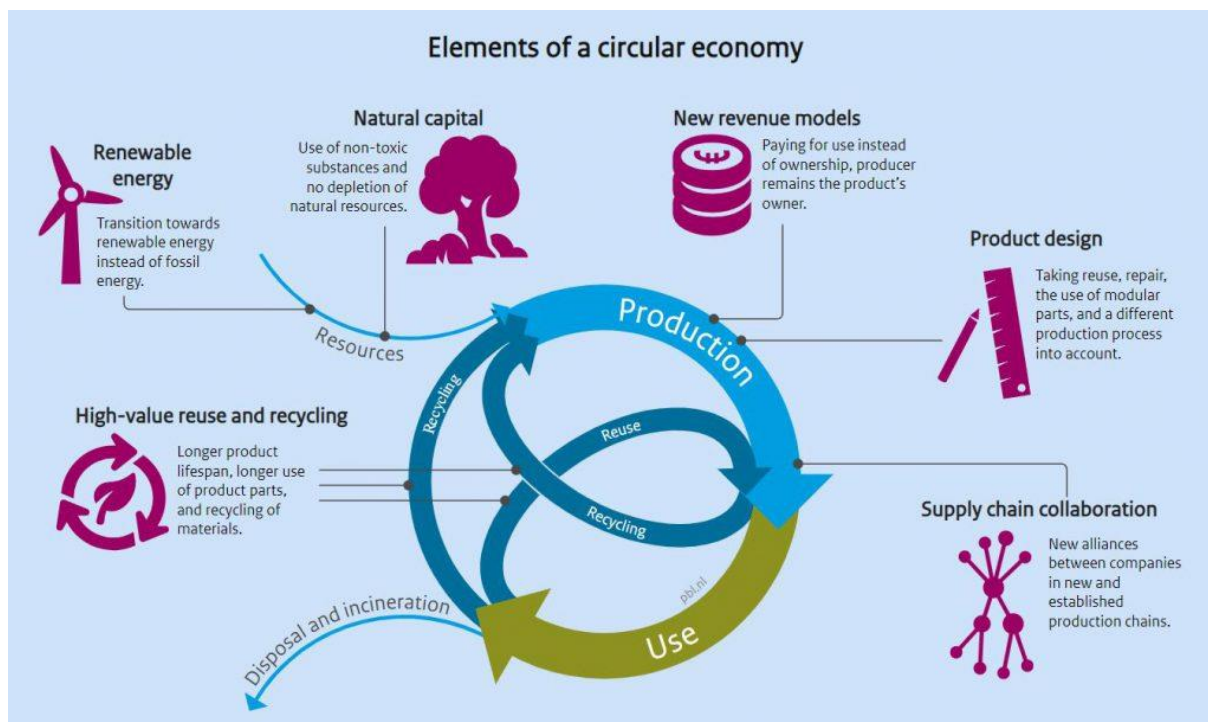 Elements of a circular economy
Natural capital
Use of non-toxic
substances and
no depletion of
natural resources.
New revenue models
Paying for use instead
of ownership, producer
remains the product's
owner.
Renewable
energy
Transition towards
renewable energy
instead of fossil
energy.
Product design
Taking reuse, repair,
the use of modular
parts, and a different
production process
into account.
Resources
Production
Recycling
Reuse
Recycling
High-value reuse and recycling
Longer product
lifespan, longer use
of product parts,
and recycling of
materials.
Supply chain collaboration
New alliances
between companies
in new and
established
production chains.
Disposal and incineration
Use
pbl.nl